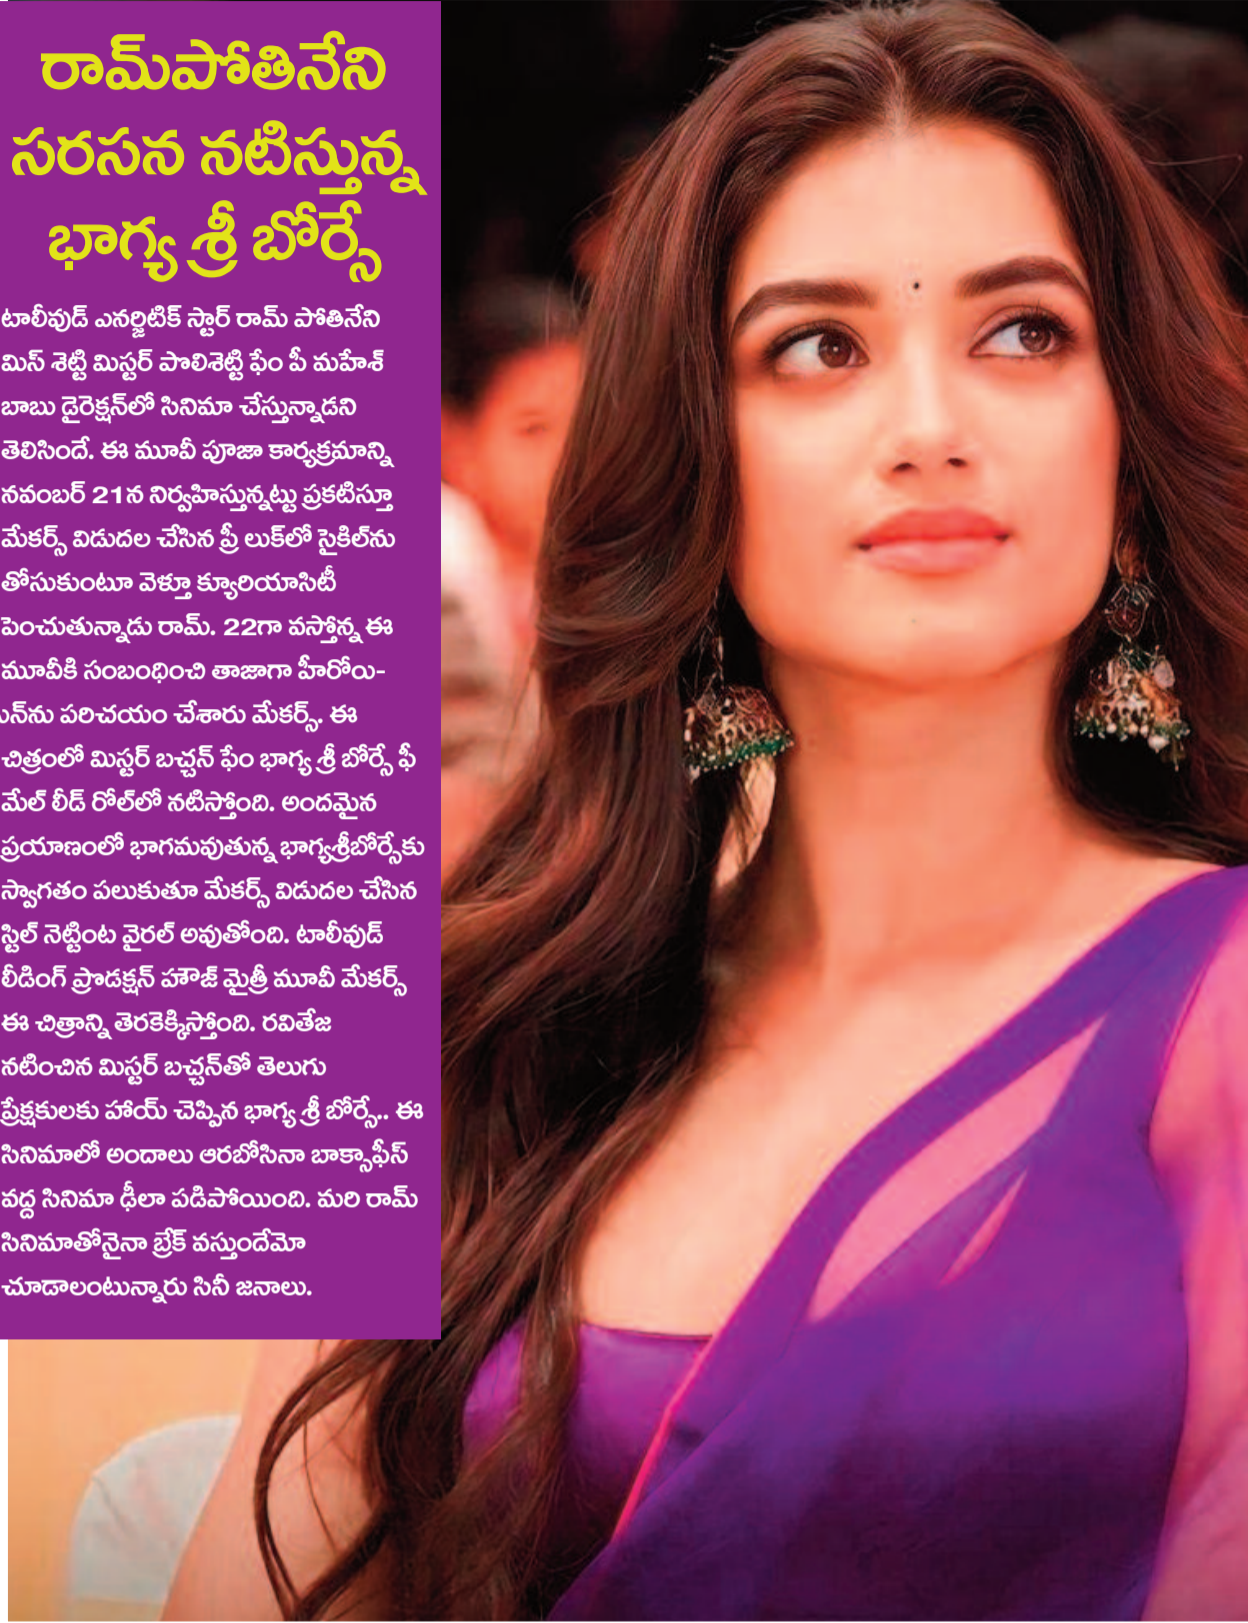 రామ్‌పోతినేని
సరసన నటిస్తున్న
భాగ్య శ్రీ బోర్సే
టాలీవుడ్ ఎనర్జిటిక్ స్టార్ రామ్ పోతినేని
మిస్ శెట్టి మిస్టర్ పొలిశెట్టి ఫేం పీ మహేశ్
బాబు డైరెక్షన్‌లో సినిమా చేస్తున్నాడని
తెలిసిందే. ఈ మూవీ పూజా కార్యక్రమాన్ని
నవంబర్ 21న నిర్వహిస్తున్నట్టు ప్రకటిస్తూ
మేకర్స్ విడుదల చేసిన ప్రీ లుక్‌లో సైకిల్‌ను
తోసుకుంటూ వెళ్తూ క్యూరియాసిటీ
పెంచుతున్నాడు రామ్. 22గా వస్తోన్న ఈ
మూవీకి సంబంధించి తాజాగా హీరోయి-
న్‌ను పరిచయం చేశారు మేకర్స్. ఈ
చిత్రంలో మిస్టర్ బచ్చన్ ఫేం భాగ్య శ్రీ బోర్సే ఫీ
మేల్ లీడ్ రోల్‌లో నటిస్తోంది. అందమైన
ప్రయాణంలో భాగమవుతున్న భాగ్యశ్రీబోర్సేకు
స్వాగతం పలుకుతూ మేకర్స్ విడుదల చేసిన
స్టిల్ నెట్టింట వైరల్ అవుతోంది. టాలీవుడ్
లీడింగ్ ప్రొడక్షన్ హౌజ్ మైత్రీ మూవీ మేకర్స్
ఈ చిత్రాన్ని తెరకెక్కిస్తోంది. రవితేజ
నటించిన మిస్టర్ బచ్చన్‌తో తెలుగు
ప్రేక్షకులకు హాయ్ చెప్పిన భాగ్య శ్రీ బోర్సే.. ఈ
సినిమాలో అందాలు ఆరబోసినా బాక్సాఫీస్
వద్ద సినిమా ఢీలా పడిపోయింది. మరి రామ్
సినిమాతోనైనా బ్రేక్ వస్తుందేమో
చూడాలంటున్నారు సినీ జనాలు.